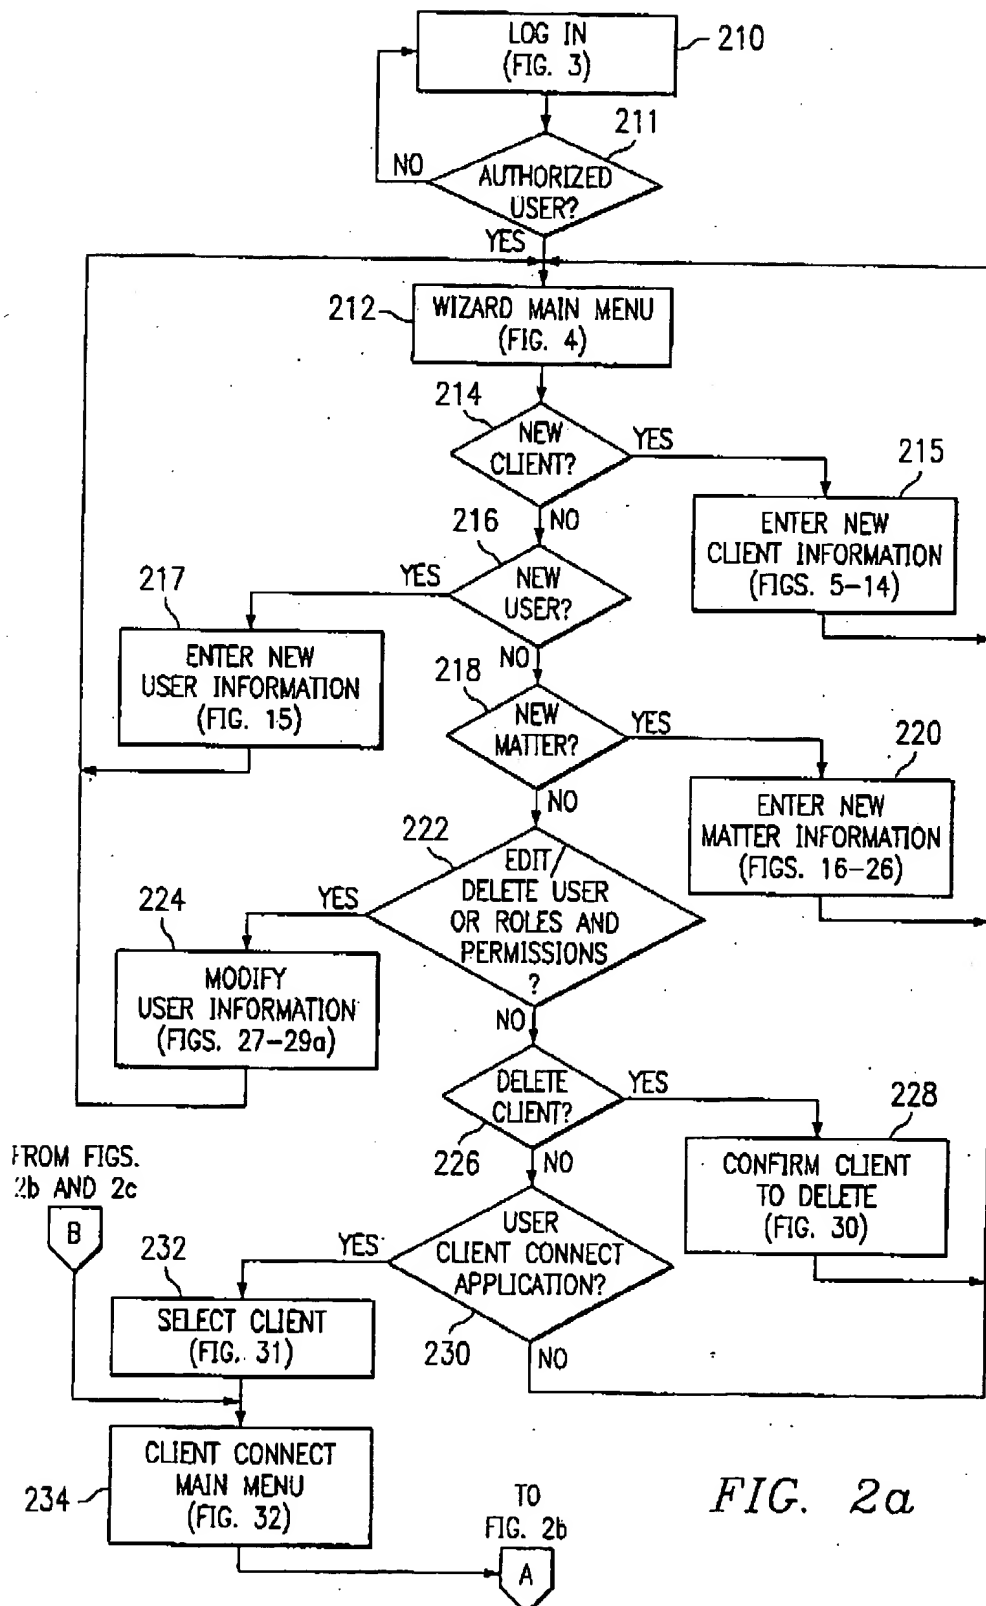 LOG IN
(FIG. 3)
210
211
AUTHORIZED
USER?
NO
YES
212
WIZARD MAIN MENU
(FIG. 4)
214
NEW
CLIENT?
YES
NO
215
ENTER NEW
CLIENT INFORMATION
(FIGS. 5-14)
216
NEW
USER?
YES
NO
217
ENTER NEW
USER INFORMATION
(FIG. 15)
218
NEW
MATTER?
YES
NO
220
ENTER NEW
MATTER INFORMATION
(FIGS. 16-26)
222
EDIT/
DELETE USER
OR ROLES AND
PERMISSIONS
?
YES
NO
224
MODIFY
USER INFORMATION
(FIGS. 27-29a)
DELETE
CLIENT?
226
YES
NO
228
CONFIRM CLIENT
TO DELETE
(FIG. 30)
FROM FIGS.
2b AND 2c
B
USER
CLIENT CONNECT
APPLICATION?
230
YES
NO
232
SELECT CLIENT
(FIG. 31)
234
CLIENT CONNECT
MAIN MENU
(FIG. 32)
TO
FIG. 2b
A
FIG. 2a